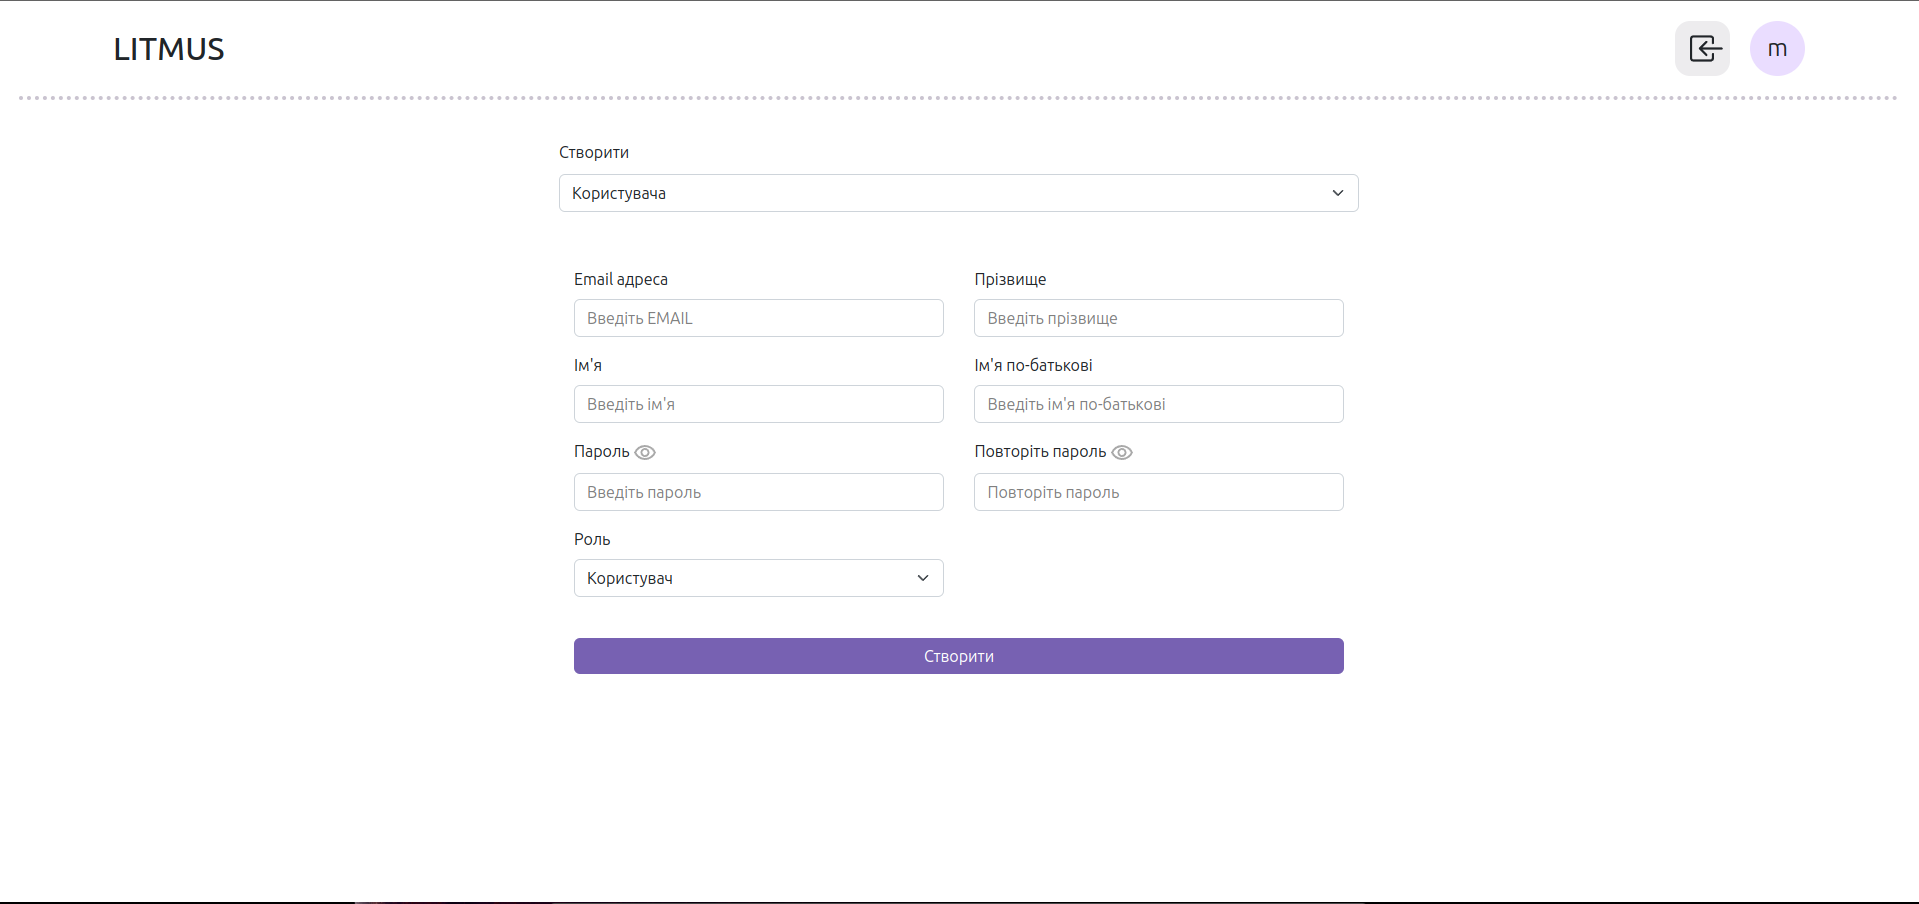 LITMUS
m
Створити
Користувача
Email адреса
Прізвище
Введіть EMAIL
Введіть прізвище
Ім'я
Ім'я по-батькові
Введіть ім'я
Введіть ім'я по-батькові
Пароль
Повторіть пароль
Введіть пароль
Повторіть пароль
Роль
Користувач
Створити